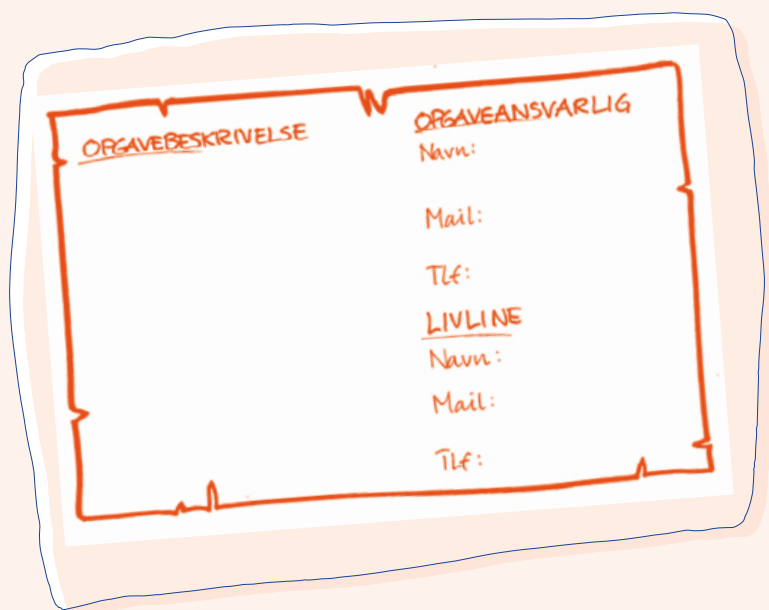 OPGAVEBESKRIVELSE
OPGAVEANSVARLIG
Navn:
Mail:
Tlf:
LIVLINE
Navn:
Mail:
Tlf: